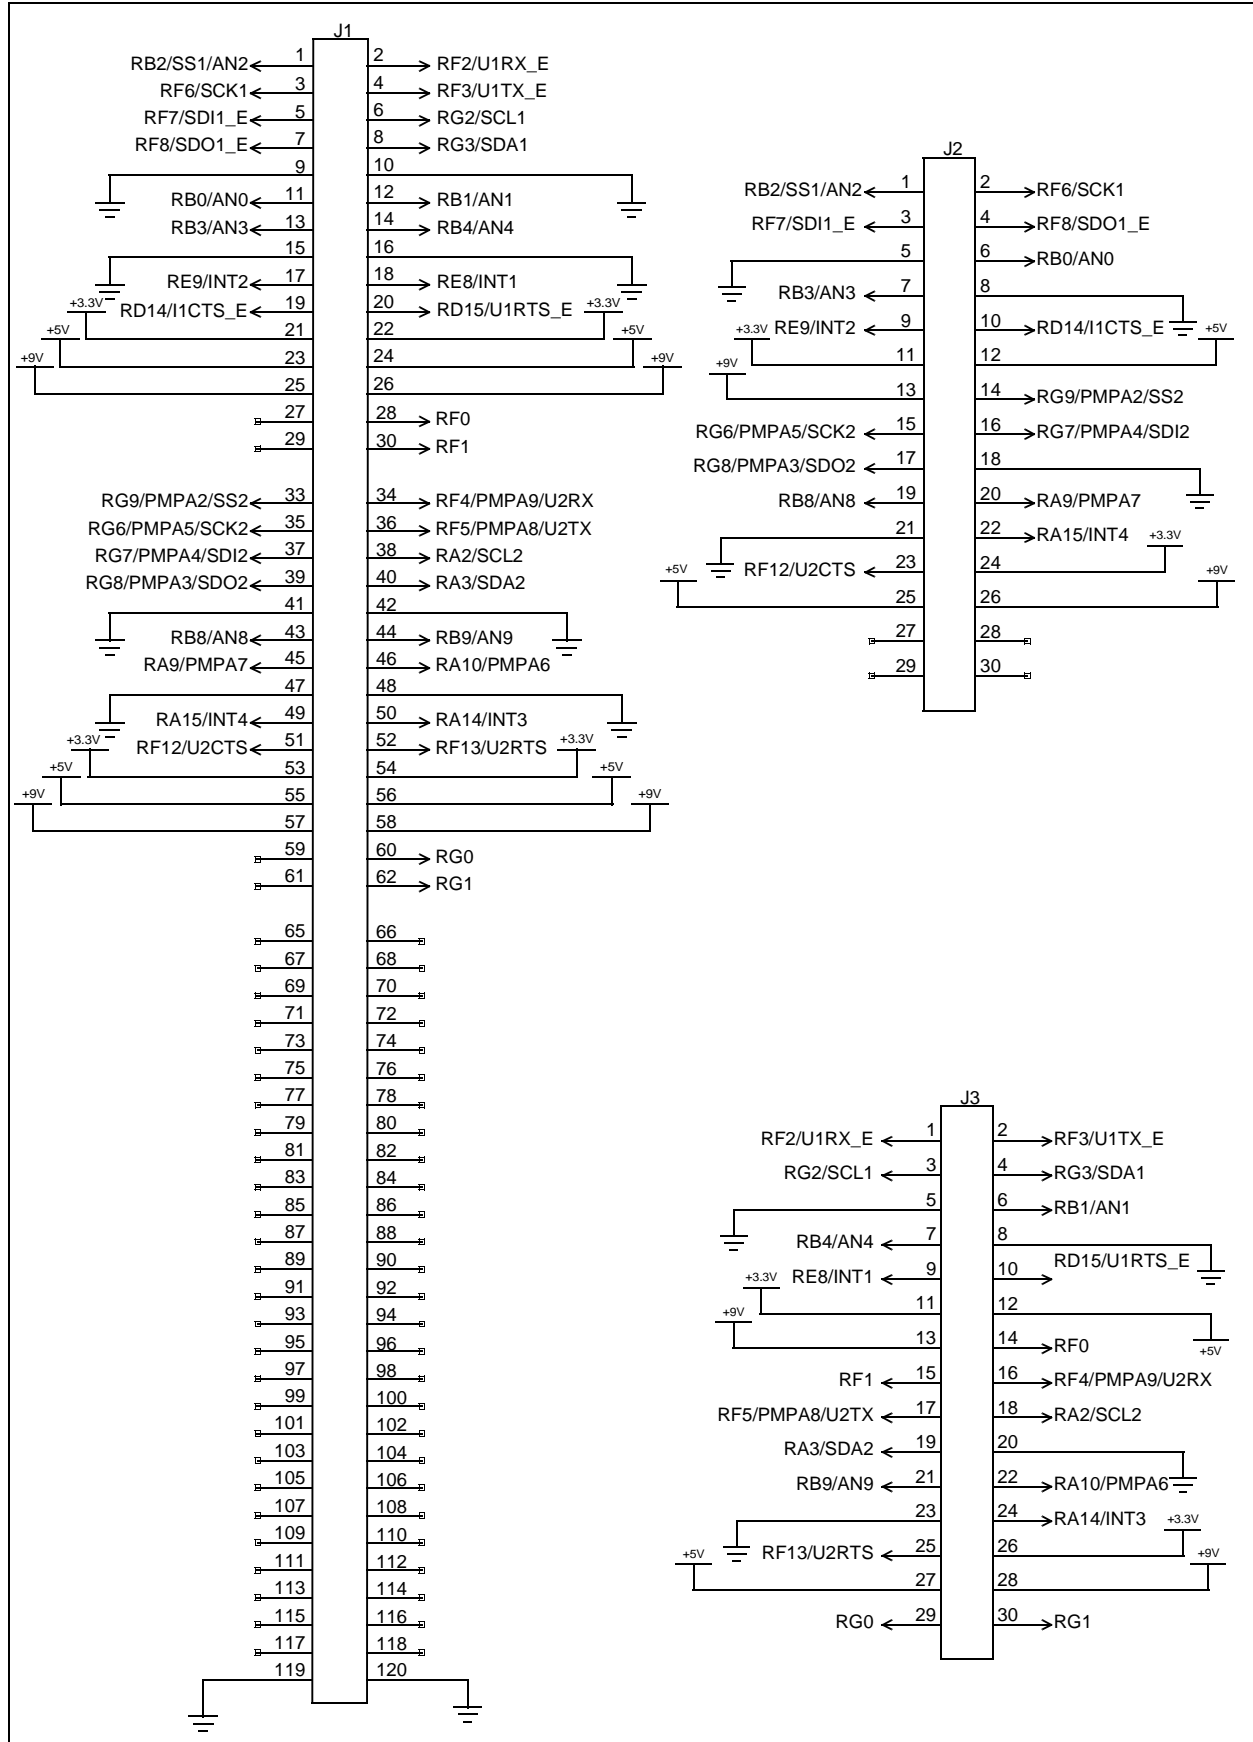 J1
RB2/SS1/AN2 1 2 RF2/U1RX_E
RF6/SCK1 3 4 RF3/U1TX_E
RF7/SDI1_E 5 6 RG2/SCL1
RF8/SDO1_E 7 8 RG3/SDA1
9 10
RB0/AN0 11 12 RB1/AN1
RB3/AN3 13 14 RB4/AN4
15 16
RE9/INT2 17 18 RE8/INT1
+3.3V RD14/I1CTS_E 19 20 RD15/U1RTS_E +3.3V
+5V 21 22 +5V
+9V 23 24 +9V
25 26
27 28 RF0
29 30 RF1
RG9/PMPA2/SS2 33 34 RF4/PMPA9/U2RX
RG6/PMPA5/SCK2 35 36 RF5/PMPA8/U2TX
RG7/PMPA4/SDI2 37 38 RA2/SCL2
RG8/PMPA3/SDO2 39 40 RA3/SDA2
41 42
RB8/AN8 43 44 RB9/AN9
RA9/PMPA7 45 46 RA10/PMPA6
47 48
RA15/INT4 49 50 RA14/INT3
+3.3V RF12/U2CTS 51 52 RF13/U2RTS +3.3V
+5V 53 54 +5V
+9V 55 56 +9V
57 58
59 60 RG0
61 62 RG1
65 66
67 68
69 70
71 72
73 74
75 76
77 78
79 80
81 82
83 84
85 86
87 88
89 90
91 92
93 94
95 96
97 98
99 100
101 102
103 104
105 106
107 108
109 110
111 112
113 114
115 116
117 118
119 120
J2
RB2/SS1/AN2 1 2 RF6/SCK1
RF7/SDI1_E 3 4 RF8/SDO1_E
5 6 RB0/AN0
RB3/AN3 7 8
+3.3V RE9/INT2 9 10 RD14/I1CTS_E +5V
+9V 11 12
13 14 RG9/PMPA2/SS2
RG6/PMPA5/SCK2 15 16 RG7/PMPA4/SDI2
RG8/PMPA3/SDO2 17 18
RB8/AN8 19 20 RA9/PMPA7
21 22 RA15/INT4 +3.3V
+5V RF12/U2CTS 23 24 +9V
25 26
27 28
29 30
J3
RF2/U1RX_E 1 2 RF3/U1TX_E
RG2/SCL1 3 4 RG3/SDA1
5 6 RB1/AN1
RB4/AN4 7 8
+3.3V RE8/INT1 9 10 RD15/U1RTS_E
+9V 11 12
13 14 RF0 +5V
RF1 15 16 RF4/PMPA9/U2RX
RF5/PMPA8/U2TX 17 18 RA2/SCL2
RA3/SDA2 19 20
RB9/AN9 21 22 RA10/PMPA6
23 24 RA14/INT3 +3.3V
+5V RF13/U2RTS 25 26 +9V
27 28
RG0 29 30 RG1